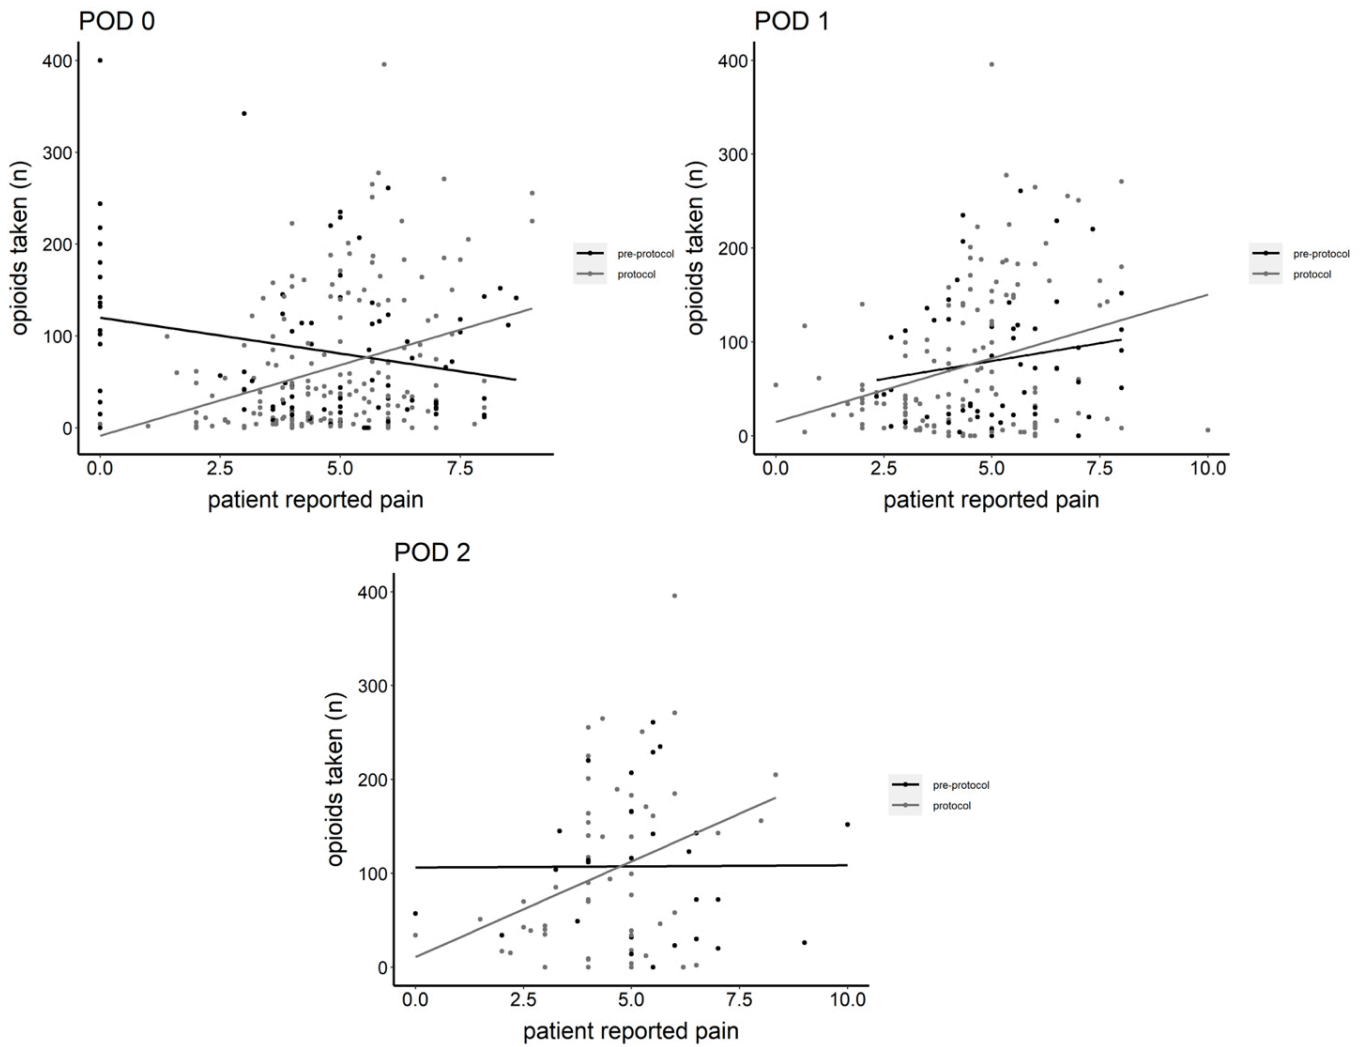 POD 0
400
300
200
100
0
opioids taken (n)
0.0 2.5 5.0 7.5
patient reported pain
pre-protocol
protocol
POD 1
400
300
200
100
0
opioids taken (n)
0.0 2.5 5.0 7.5 10.0
patient reported pain
pre-protocol
protocol
POD 2
400
300
200
100
0
opioids taken (n)
0.0 2.5 5.0 7.5 10.0
patient reported pain
pre-protocol
protocol